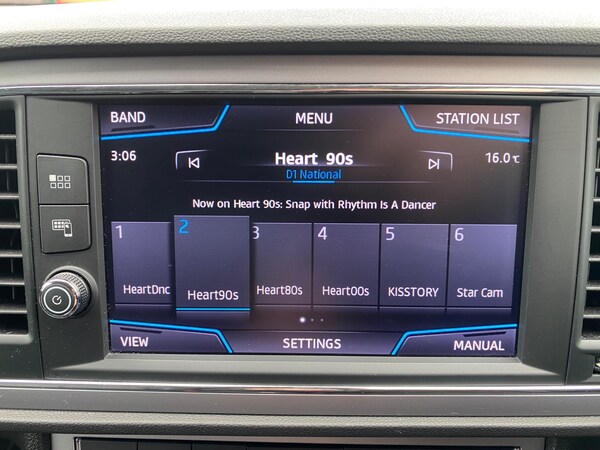 BAND MENU STATION LIST
3:06 Heart 90s 16.0℃
D1 National
Now on Heart 90s: Snap with Rhythm Is A Dancer
1 2 3 4 5 6
HeartDnc Heart90s Heart80s Heart00s KISSTORY Star Cam
VIEW SETTINGS MANUAL